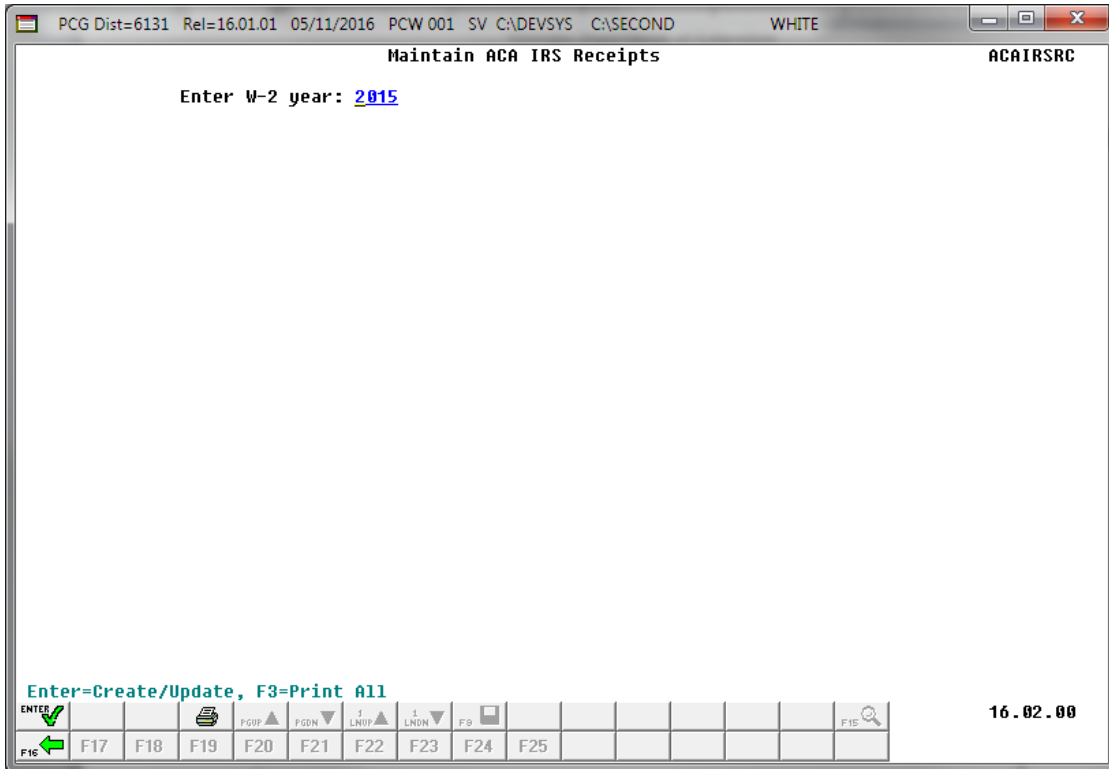 PCG Dist=6131 Rel=16.01.01 05/11/2016 PCW 001 SV C:\DEVSYS C:\SECOND WHITE
Maintain ACA IRS Receipts ACAIRSRC
Enter W-2 year: 2015
Enter=Create/Update, F3=Print All
ENTER PGUP PGDN 1 LNUP 1 LNDN F9 F15 16.02.00
F16 F17 F18 F19 F20 F21 F22 F23 F24 F25